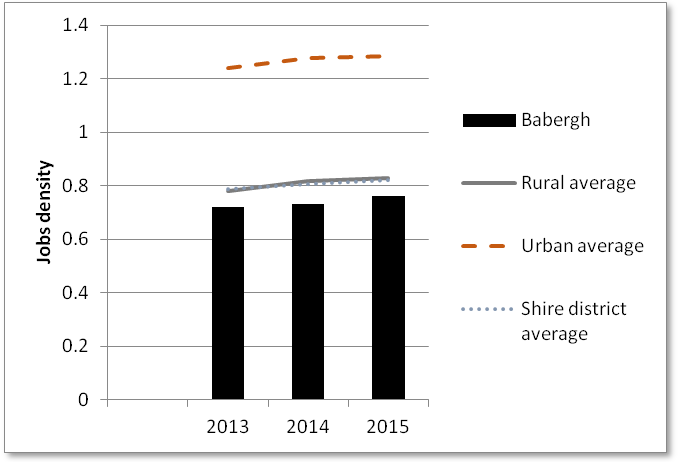 1.4
1.2
1
0.8
0.6
0.4
0.2
0
Jobs density
2013 2014 2015
Babergh
Rural average
Urban average
Shire district
average